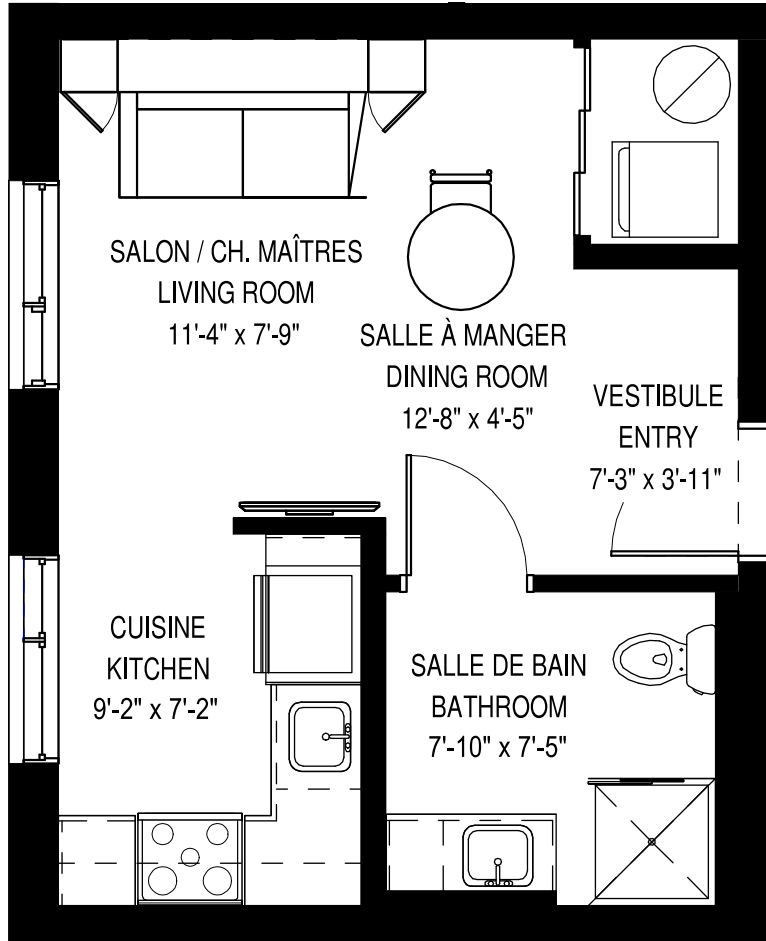 SALON / CH. MAÎTRES
LIVING ROOM
11'-4" x 7'-9"
SALLE À MANGER
DINING ROOM
12'-8" x 4'-5"
VESTIBULE
ENTRY
7'-3" x 3'-11"
CUISINE
KITCHEN
9'-2" x 7'-2"
SALLE DE BAIN
BATHROOM
7'-10" x 7'-5"